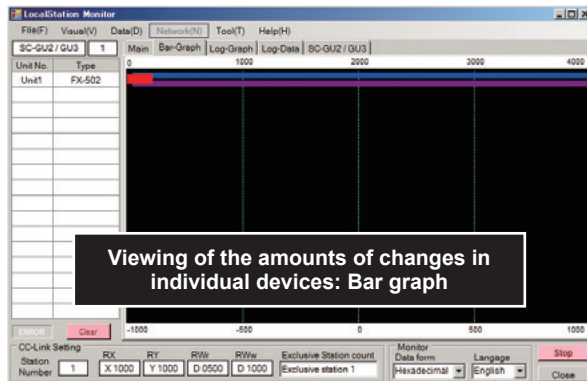 LocalStation Monitor
File(F) Visual(V) Data(D) Network(N) Tool(T) Help(H)
SC-GU2 / GU3 1 Main Bar-Graph Log-Graph Log-Data SC-GU2 / GU3
Unit No. Type 0 1000 2000 3000 4000
Unit1 FX-502
Viewing of the amounts of changes in
individual devices: Bar graph
ERROR Clear -1000 -500 0 500 1000
CC-Link Setting
Station Number 1
RX RY RWr RWw
X 1000 Y 1000 D 0500 D 1000
Exclusive Station count
Exclusive station 1
Monitor
Data form Langage
Hexadecimal English
Stop
Close